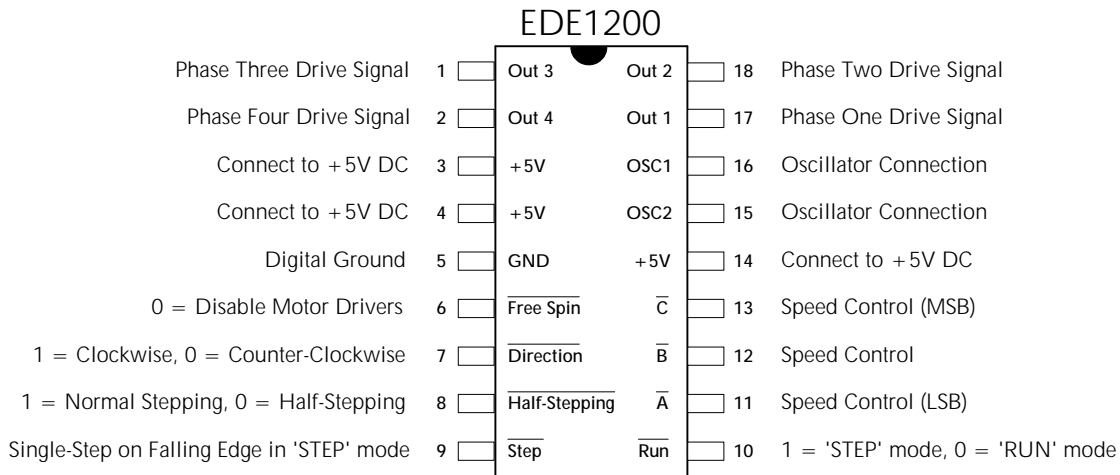 EDE1200
Phase Three Drive Signal 1 Out 3 Out 2 18 Phase Two Drive Signal
Phase Four Drive Signal 2 Out 4 Out 1 17 Phase One Drive Signal
Connect to +5V DC 3 +5V OSC1 16 Oscillator Connection
Connect to +5V DC 4 +5V OSC2 15 Oscillator Connection
Digital Ground 5 GND +5V 14 Connect to +5V DC
0 = Disable Motor Drivers 6 Free Spin C 13 Speed Control (MSB)
1 = Clockwise, 0 = Counter-Clockwise 7 Direction B 12 Speed Control
1 = Normal Stepping, 0 = Half-Stepping 8 Half-Stepping A 11 Speed Control (LSB)
Single-Step on Falling Edge in 'STEP' mode 9 Step Run 10 1 = 'STEP' mode, 0 = 'RUN' mode